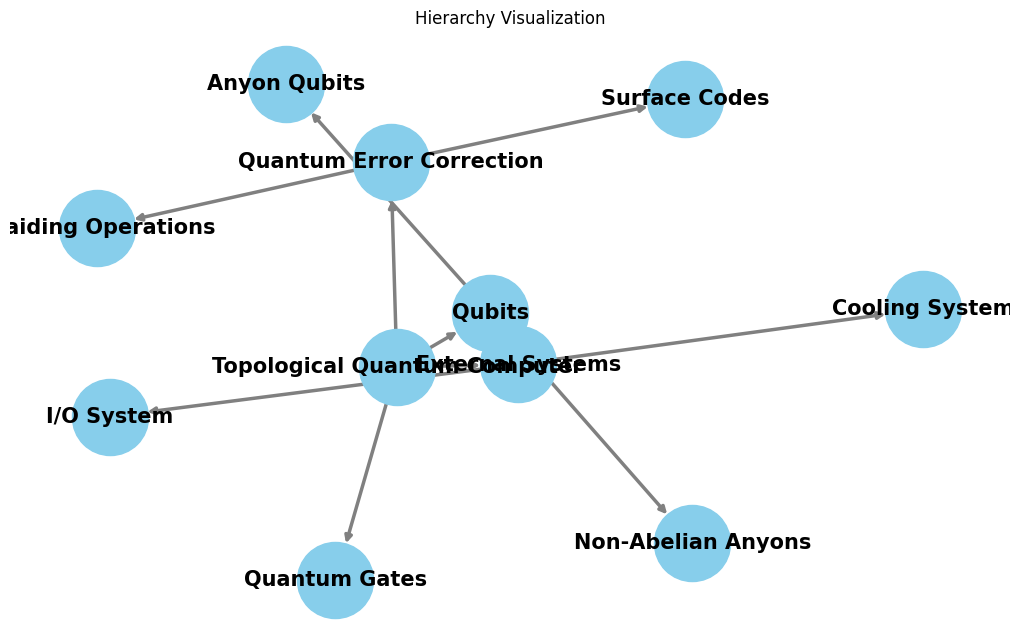 Hierarchy Visualization
Anyon Qubits
Surface Codes
Quantum Error Correction
aiding Operations
Cooling System
Qubits
Topological Quantum Computer
External Systems
I/O System
Non-Abelian Anyons
Quantum Gates